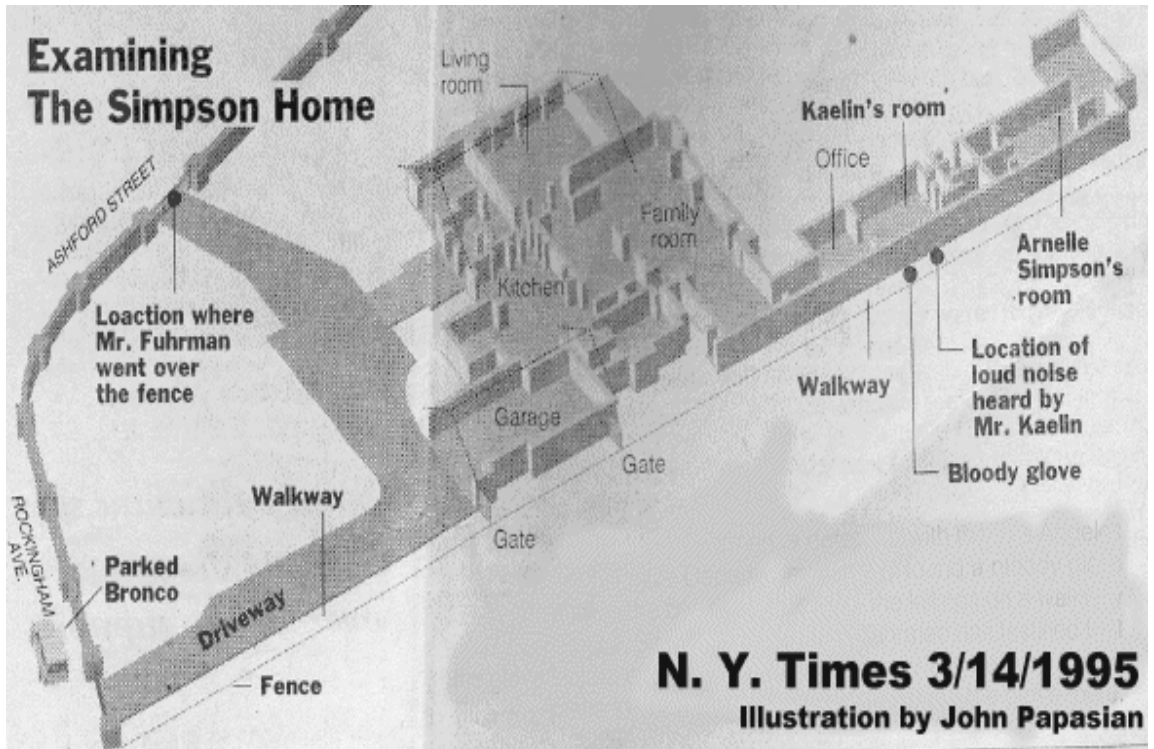 Examining
The Simpson Home
Living
room
Kaelin's room
Office
ASHFORD STREET
Family
room
Arnelle
Simpson's
room
Kitchen
Loaction where
Mr. Fuhrman
went over
the fence
Location of
loud noise
heard by
Mr. Kaelin
Walkway
Garage
Gate
Bloody glove
Walkway
Gate
ROCKINGHAM
AVE.
Parked
Bronco
Driveway
Fence
N. Y. Times 3/14/1995
Illustration by John Papasian